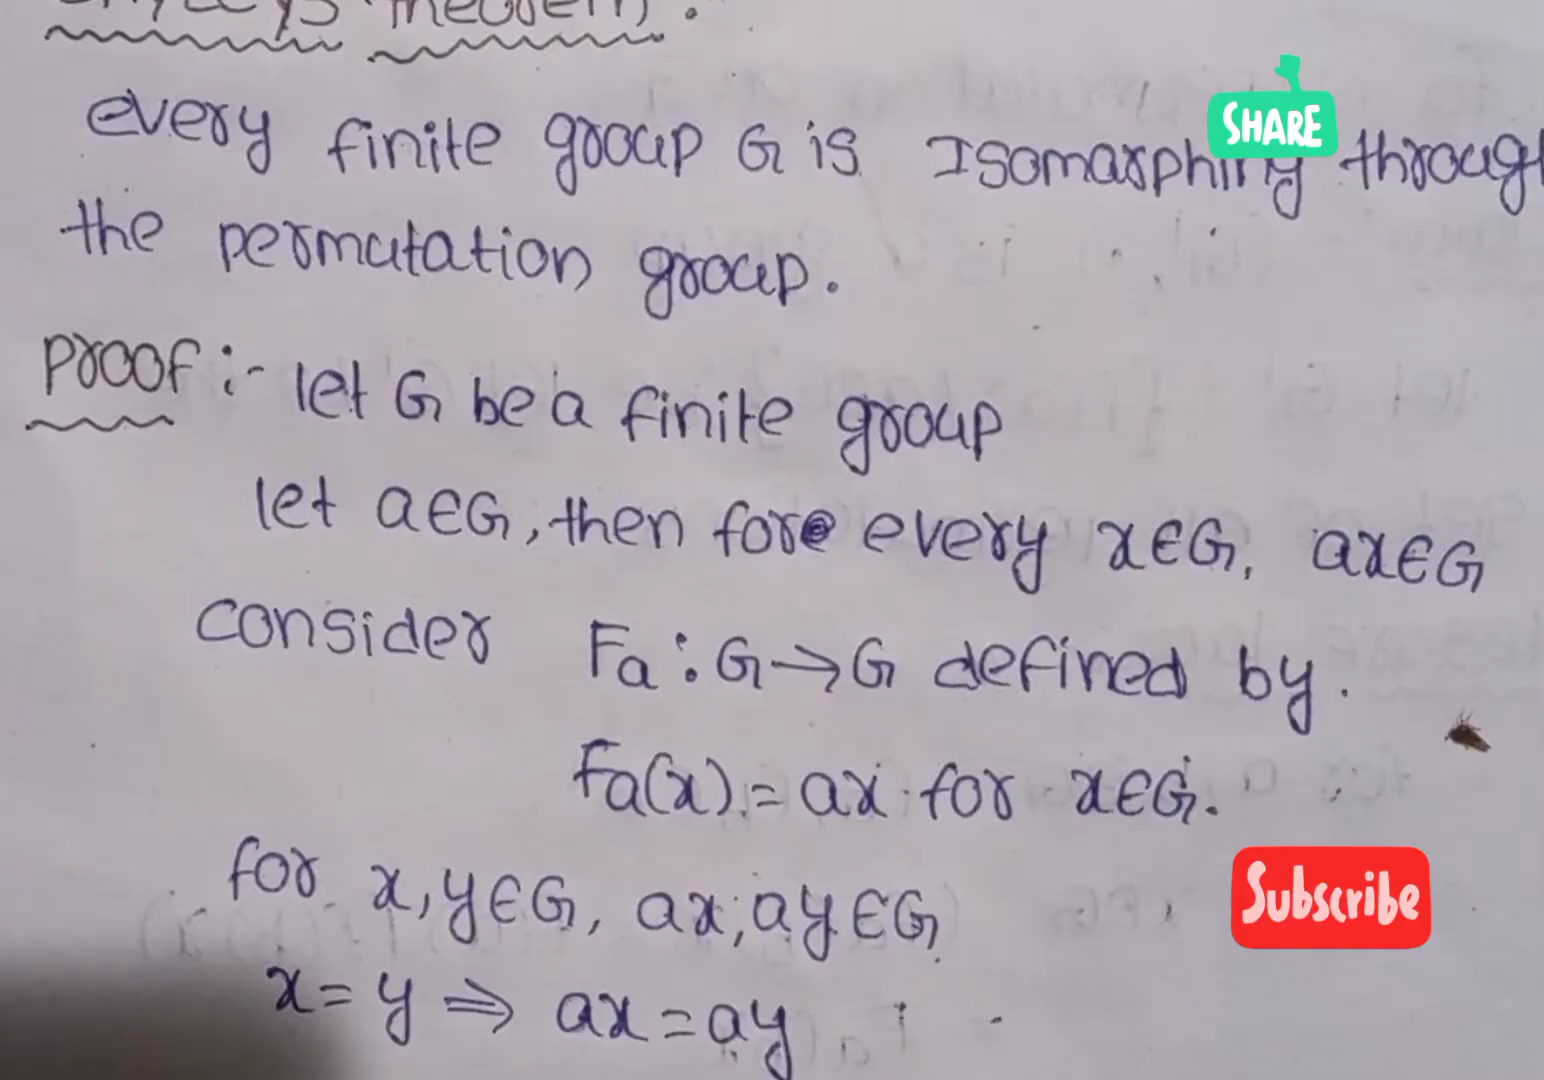 theorem.
every finite group G is Isomarphing through
the permutation group.
Proof :- let G be a finite group
let a∈G, then for every x∈G, ax∈G
consider Fa : G→G defined by.
Fa(x) = ax for x∈G.
for x, y∈G, ax, ay∈G
x = y ⇒ ax = ay
SHARE
Subscribe